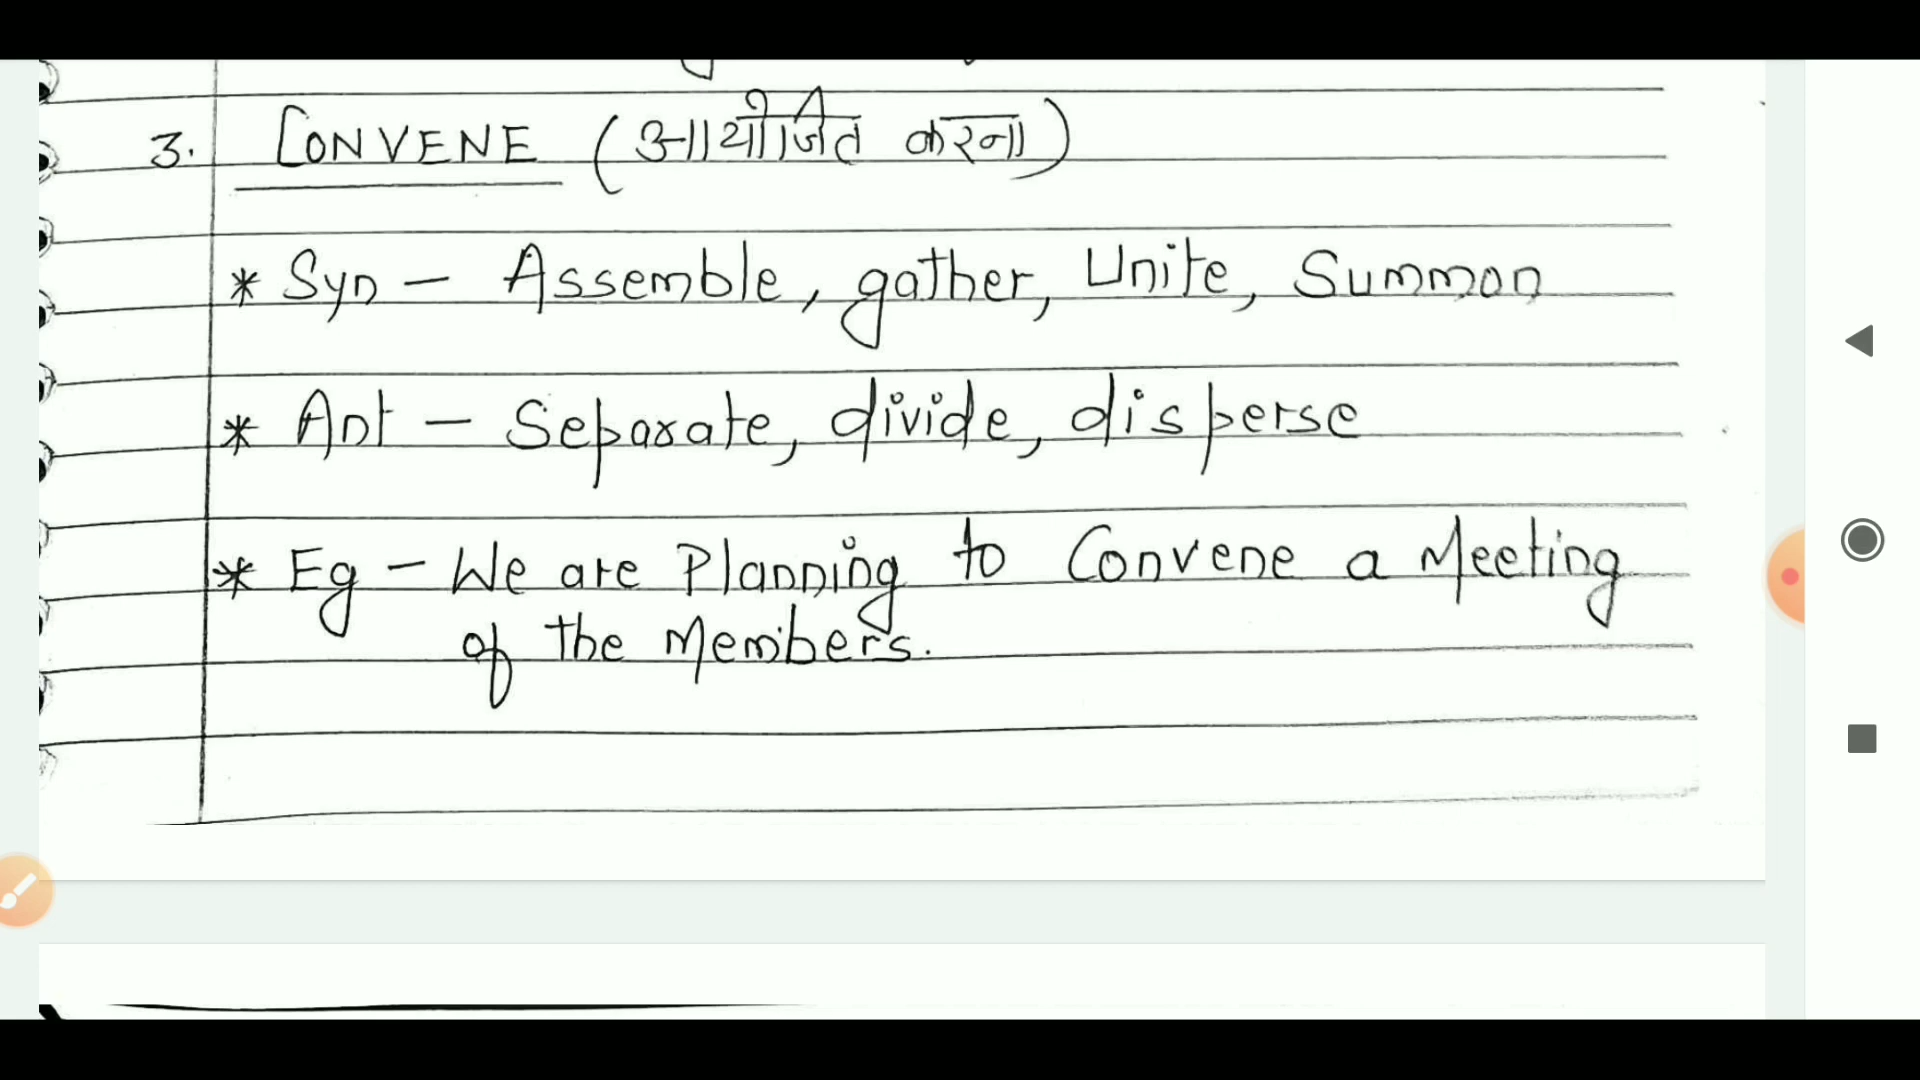 3. CONVENE (आयोजित करना)
* Syn - Assemble, gather, Unite, Summon
* Ant - Separate, divide, disperse
* Eg - We are Planning to Convene a Meeting
of the Members.